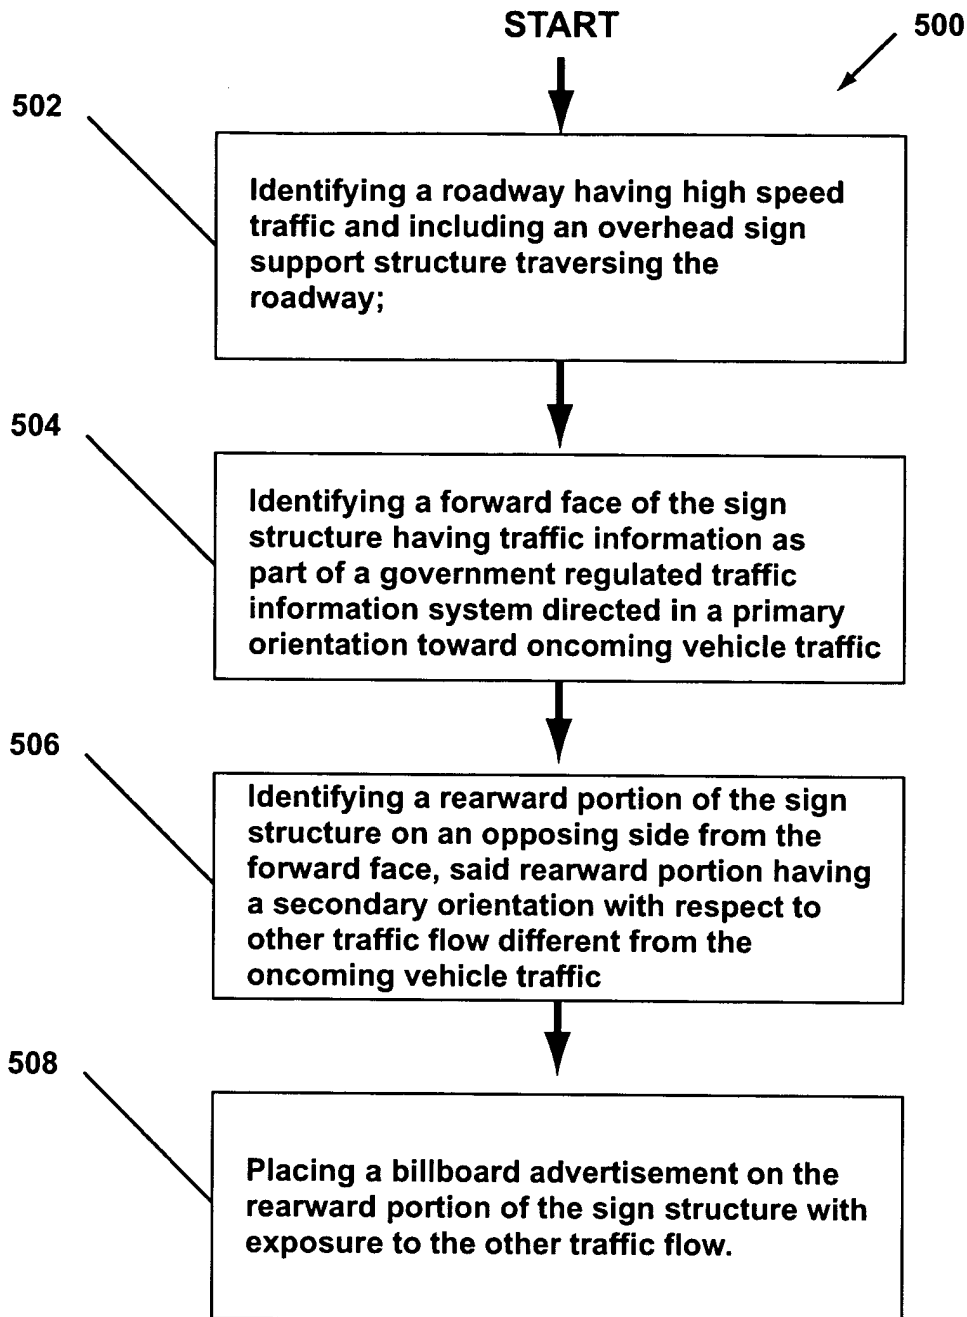 START
500
502
Identifying a roadway having high speed
traffic and including an overhead sign
support structure traversing the
roadway;
504
Identifying a forward face of the sign
structure having traffic information as
part of a government regulated traffic
information system directed in a primary
orientation toward oncoming vehicle traffic
506
Identifying a rearward portion of the sign
structure on an opposing side from the
forward face, said rearward portion having
a secondary orientation with respect to
other traffic flow different from the
oncoming vehicle traffic
508
Placing a billboard advertisement on the
rearward portion of the sign structure with
exposure to the other traffic flow.